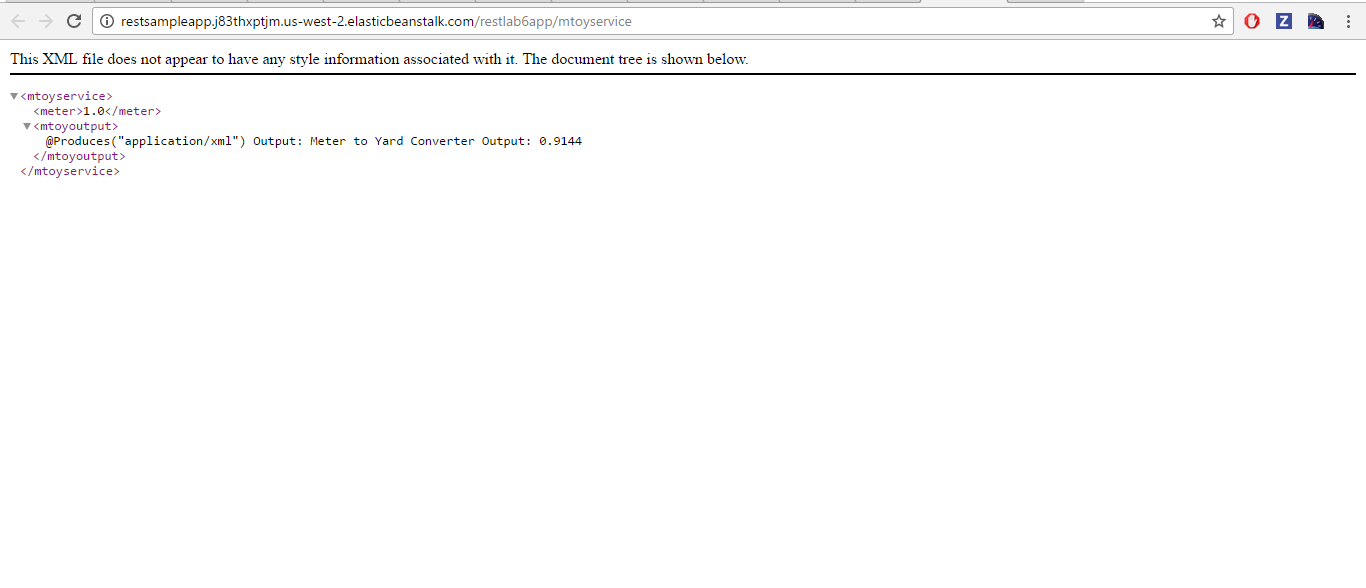 restsampleapp.j83thxptjm.us-west-2.elasticbeanstalk.com/restlab6app/mtoyservice
Z
This XML file does not appear to have any style information associated with it. The document tree is shown below.
▼<mtoyservice>
<meter>1.0</meter>
▼<mtoyoutput>
@Produces("application/xml") Output: Meter to Yard Converter Output: 0.9144
</mtoyoutput>
</mtoyservice>